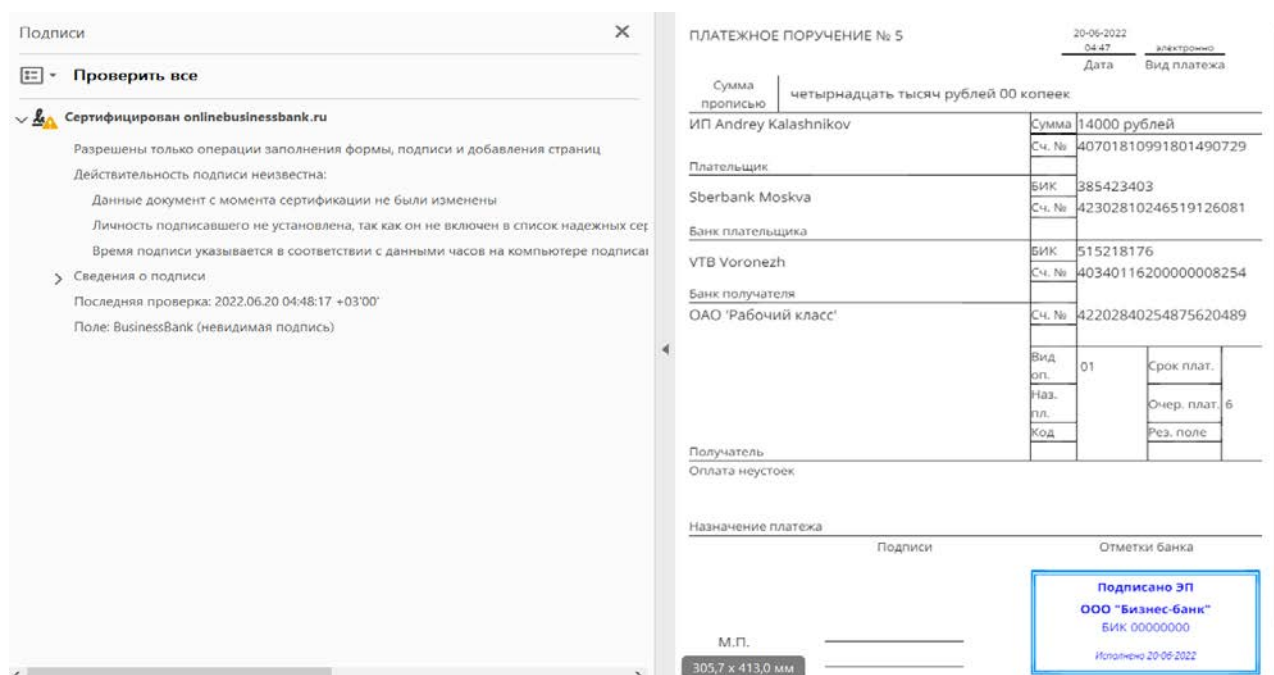 Подписи
Проверить все
Сертифицирован onlinebusinessbank.ru
Разрешены только операции заполнения формы, подписи и добавления страниц
Действительность подписи неизвестна:
Данные документ с момента сертификации не были изменены
Личность подписавшего не установлена, так как он не включен в список надежных сер
Время подписи указывается в соответствии с данными часов на компьютере подписа
Сведения о подписи
Последняя проверка: 2022.06.20 04:48:17 +03'00'
Поле: BusinessBank (невидимая подпись)
ПЛАТЕЖНОЕ ПОРУЧЕНИЕ № 5
20-06-2022
04:47 электронно
Дата Вид платежа
Сумма прописью четырнадцать тысяч рублей 00 копеек
ИП Andrey Kalashnikov Сумма 14000 рублей
Сч. № 40701810991801490729
Плательщик
Sberbank Moskva БИК 385423403
Сч. № 42302810246519126081
Банк плательщика
VTB Voronezh БИК 515218176
Сч. № 40340116200000008254
Банк получателя
ОАО 'Рабочий класс' Сч. № 42202840254875620489
Вид оп. 01 Срок плат.
Наз. пл. Очер. плат. 6
Код Рез. поле
Получатель
Оплата неустоек
Назначение платежа
Подписи Отметки банка
Подписано ЭП
ООО "Бизнес-банк"
БИК 00000000
Исполнено 20-06-2022
М.П.
305,7 x 413,0 мм